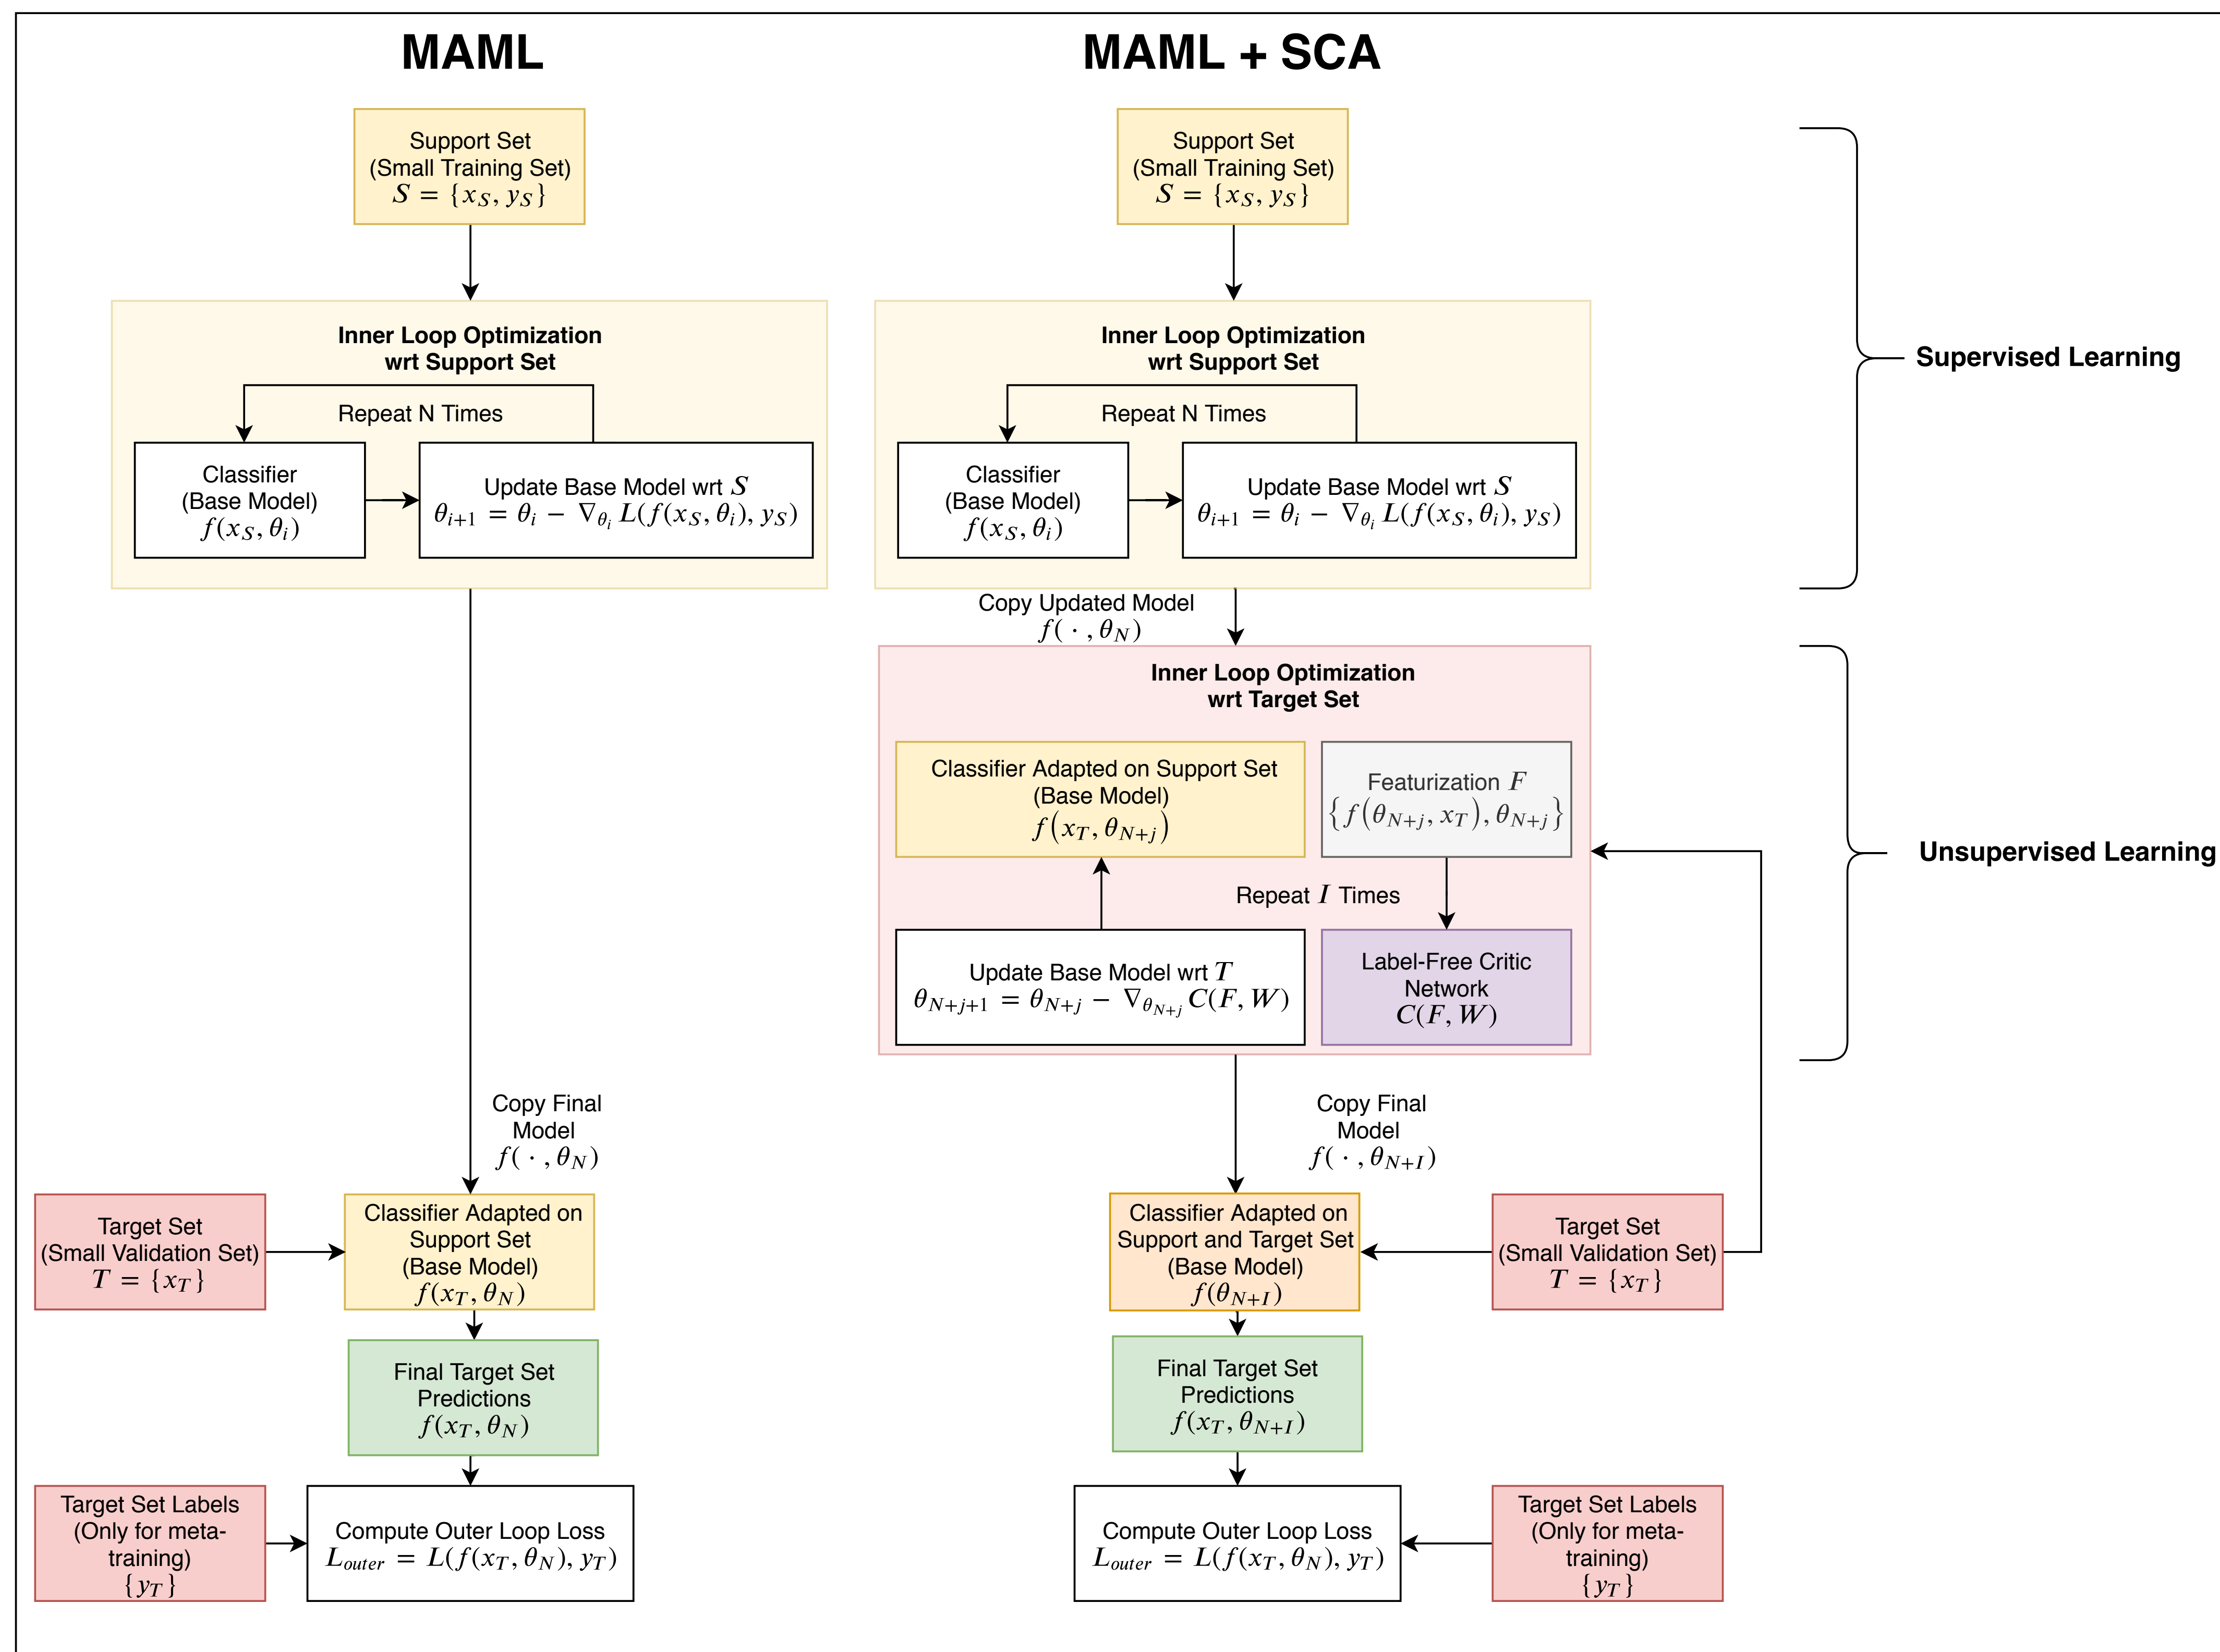 MAML
Support Set
(Small Training Set)
S = {x_S, y_S}
Inner Loop Optimization
wrt Support Set
Repeat N Times
Classifier
(Base Model)
f(x_S, θ_i)
Update Base Model wrt S
θ_{i+1} = θ_i − ∇_{θ_i} L(f(x_S, θ_i), y_S)
Copy Final
Model
f( · , θ_N)
Target Set
(Small Validation Set)
T = {x_T}
Classifier Adapted on
Support Set
(Base Model)
f(x_T, θ_N)
Final Target Set
Predictions
f(x_T, θ_N)
Target Set Labels
(Only for meta-
training)
{y_T}
Compute Outer Loop Loss
L_{outer} = L(f(x_T, θ_N), y_T)
MAML + SCA
Support Set
(Small Training Set)
S = {x_S, y_S}
Inner Loop Optimization
wrt Support Set
Repeat N Times
Classifier
(Base Model)
f(x_S, θ_i)
Update Base Model wrt S
θ_{i+1} = θ_i − ∇_{θ_i} L(f(x_S, θ_i), y_S)
Copy Updated Model
f( · , θ_N)
Inner Loop Optimization
wrt Target Set
Classifier Adapted on Support Set
(Base Model)
f(x_T, θ_{N+j})
Featurization F
{f(θ_{N+j}, x_T), θ_{N+j}}
Repeat I Times
Update Base Model wrt T
θ_{N+j+1} = θ_{N+j} − ∇_{θ_{N+j}} C(F, W)
Label-Free Critic
Network
C(F, W)
Copy Final
Model
f( · , θ_{N+I})
Classifier Adapted on
Support and Target Set
(Base Model)
f(θ_{N+I})
Target Set
(Small Validation Set)
T = {x_T}
Final Target Set
Predictions
f(x_T, θ_{N+I})
Compute Outer Loop Loss
L_{outer} = L(f(x_T, θ_N), y_T)
Target Set Labels
(Only for meta-
training)
{y_T}
Supervised Learning
Unsupervised Learning